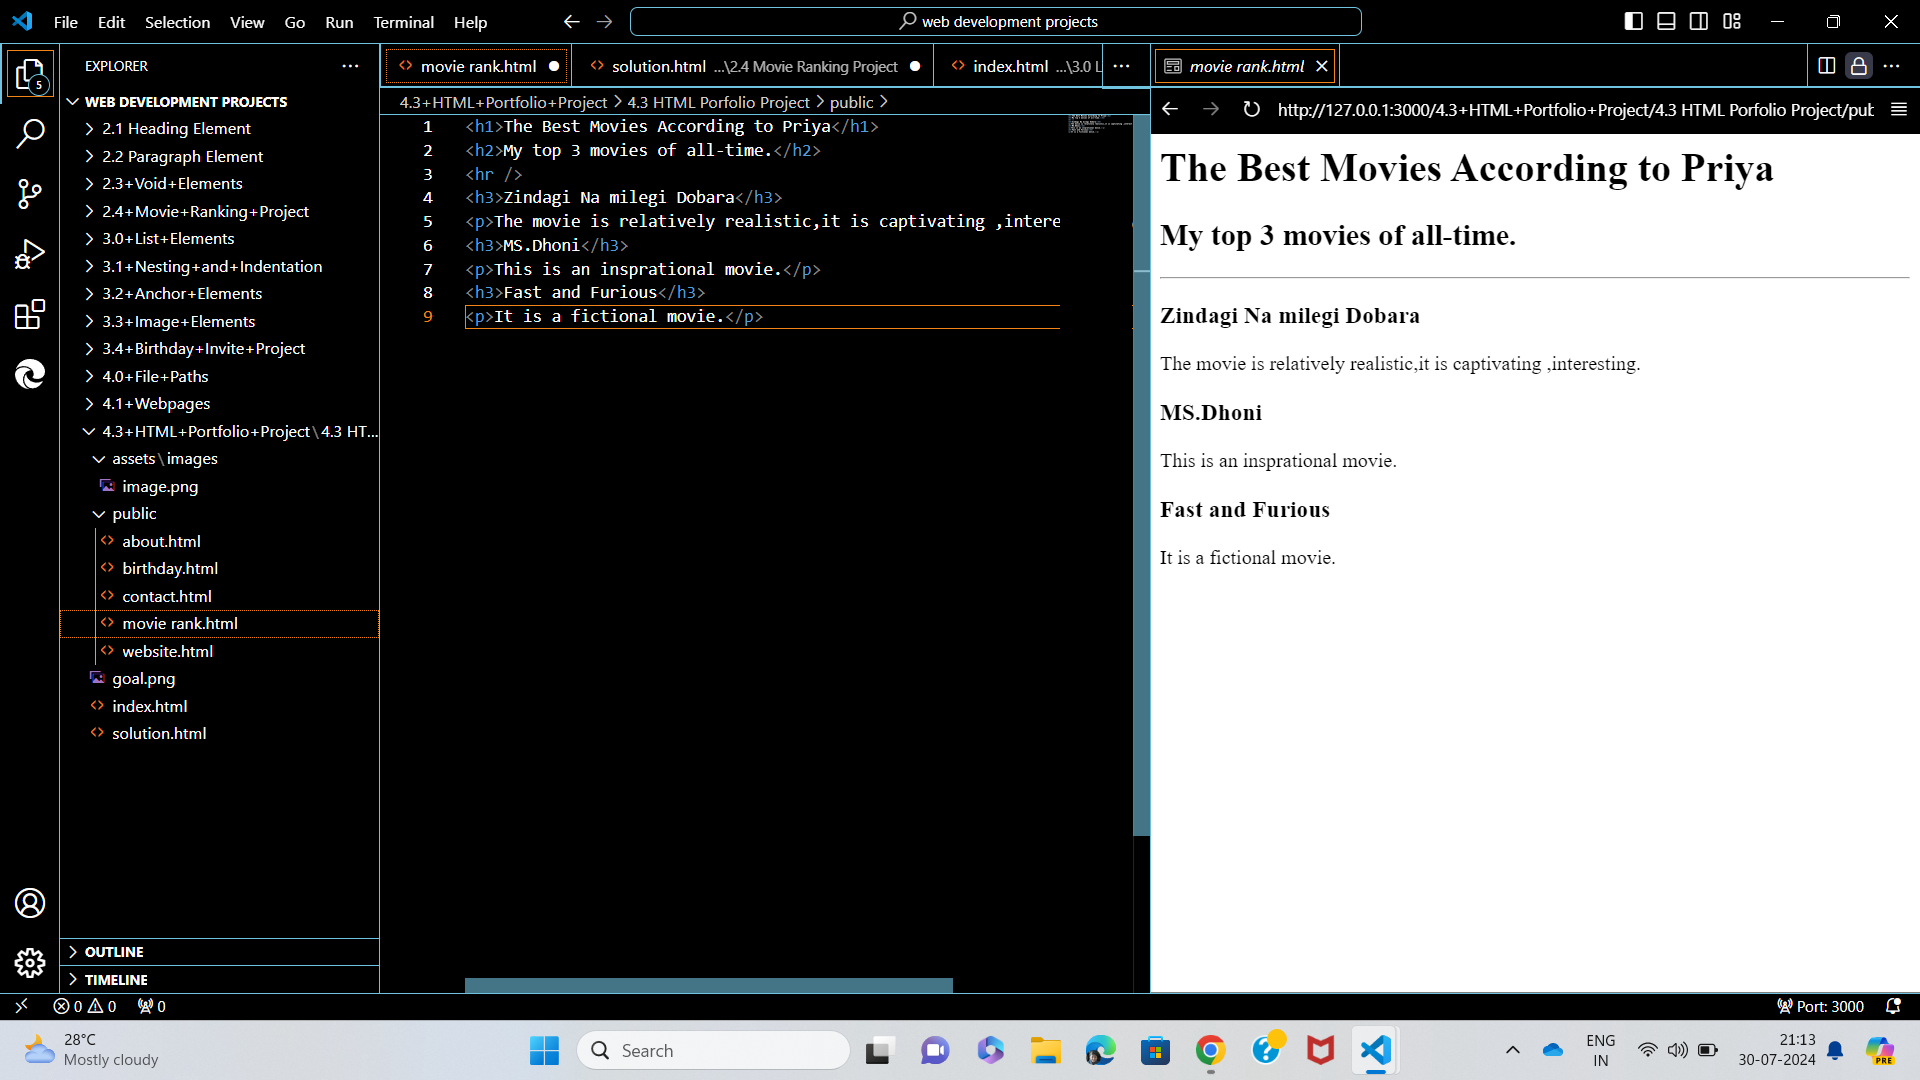 File Edit Selection View Go Run Terminal Help
web development projects
EXPLORER
5
WEB DEVELOPMENT PROJECTS
2.1 Heading Element
2.2 Paragraph Element
2.3+Void+Elements
2.4+Movie+Ranking+Project
3.0+List+Elements
3.1+Nesting+and+Indentation
3.2+Anchor+Elements
3.3+Image+Elements
3.4+Birthday+Invite+Project
4.0+File+Paths
4.1+Webpages
4.3+HTML+Portfolio+Project\4.3 HT...
assets\images
image.png
public
about.html
birthday.html
contact.html
movie rank.html
website.html
goal.png
index.html
solution.html
OUTLINE
TIMELINE
movie rank.html solution.html ...\2.4 Movie Ranking Project index.html ...\3.0 L
4.3+HTML+Portfolio+Project > 4.3 HTML Porfolio Project > public >
1 <h1>The Best Movies According to Priya</h1>
2 <h2>My top 3 movies of all-time.</h2>
3 <hr />
4 <h3>Zindagi Na milegi Dobara</h3>
5 <p>The movie is relatively realistic,it is captivating ,intere
6 <h3>MS.Dhoni</h3>
7 <p>This is an insprational movie.</p>
8 <h3>Fast and Furious</h3>
9 <p>It is a fictional movie.</p>
movie rank.html
http://127.0.0.1:3000/4.3+HTML+Portfolio+Project/4.3 HTML Porfolio Project/pub
The Best Movies According to Priya
My top 3 movies of all-time.
Zindagi Na milegi Dobara
The movie is relatively realistic,it is captivating ,interesting.
MS.Dhoni
This is an insprational movie.
Fast and Furious
It is a fictional movie.
0 0 0
Port: 3000
28°C
Mostly cloudy
Search
PRE
ENG
IN
21:13
30-07-2024